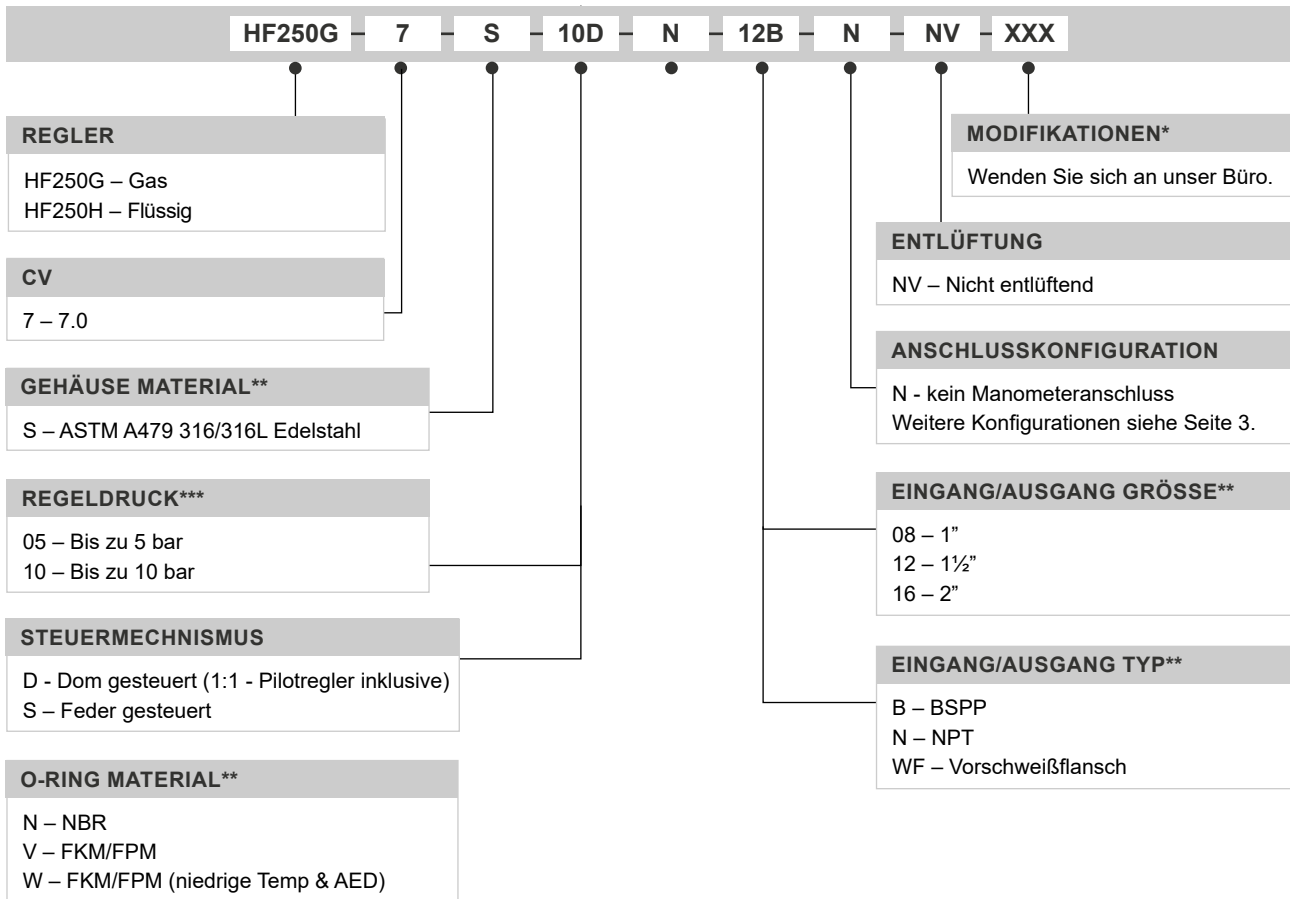 HF250G – 7 – S – 10D – N – 12B – N – NV – XXX
REGLER
HF250G – Gas
HF250H – Flüssig
CV
7 – 7.0
GEHÄUSE MATERIAL**
S – ASTM A479 316/316L Edelstahl
REGELDRUCK***
05 – Bis zu 5 bar
10 – Bis zu 10 bar
STEUERMECHNISMUS
D - Dom gesteuert (1:1 - Pilotregler inklusive)
S – Feder gesteuert
O-RING MATERIAL**
N – NBR
V – FKM/FPM
W – FKM/FPM (niedrige Temp & AED)
MODIFIKATIONEN*
Wenden Sie sich an unser Büro.
ENTLÜFTUNG
NV – Nicht entlüftend
ANSCHLUSSKONFIGURATION
N - kein Manometeranschluss
Weitere Konfigurationen siehe Seite 3.
EINGANG/AUSGANG GRÖSSE**
08 – 1”
12 – 1½”
16 – 2”
EINGANG/AUSGANG TYP**
B – BSPP
N – NPT
WF – Vorschweißflansch